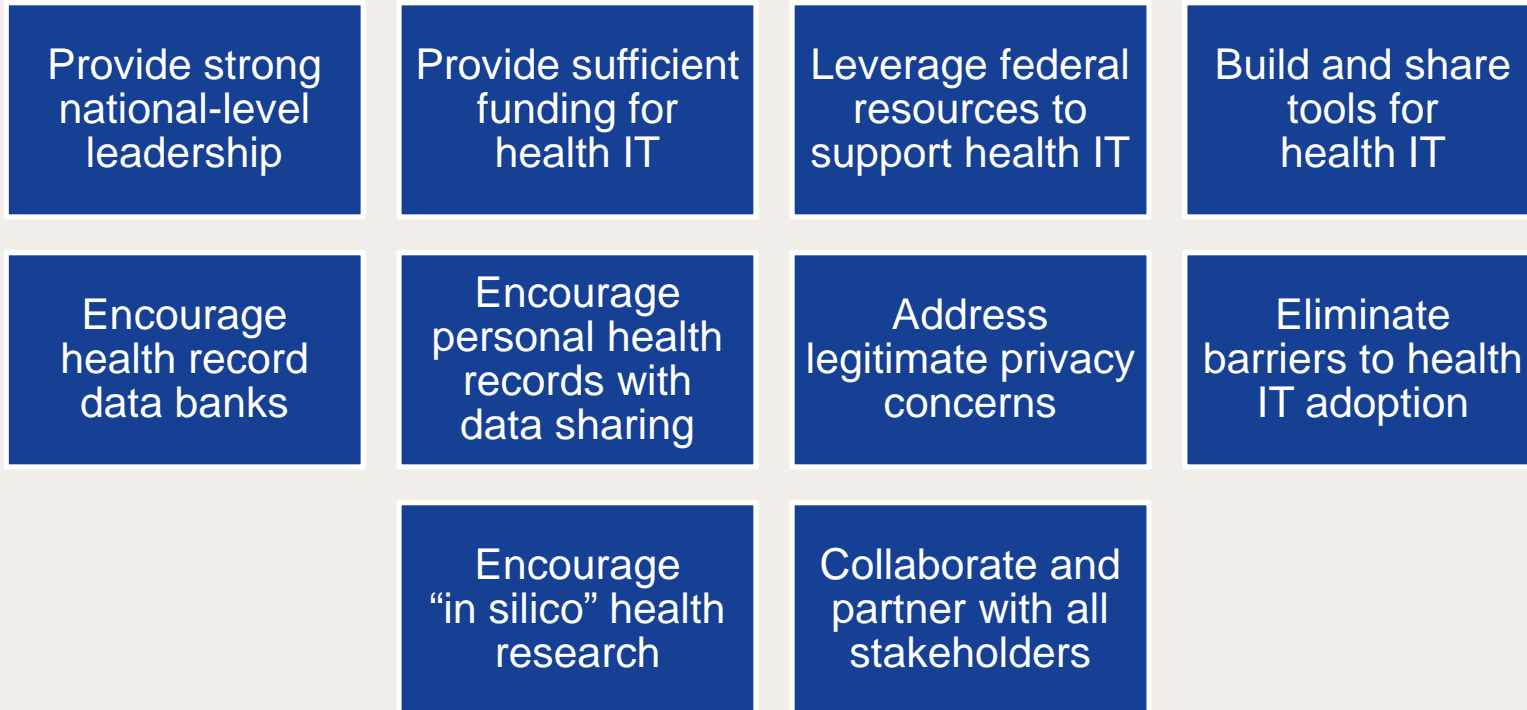 Provide strong
national-level
leadership
Provide sufficient
funding for
health IT
Leverage federal
resources to
support health IT
Build and share
tools for
health IT
Encourage
health record
data banks
Encourage
personal health
records with
data sharing
Address
legitimate privacy
concerns
Eliminate
barriers to health
IT adoption
Encourage
“in silico” health
research
Collaborate and
partner with all
stakeholders